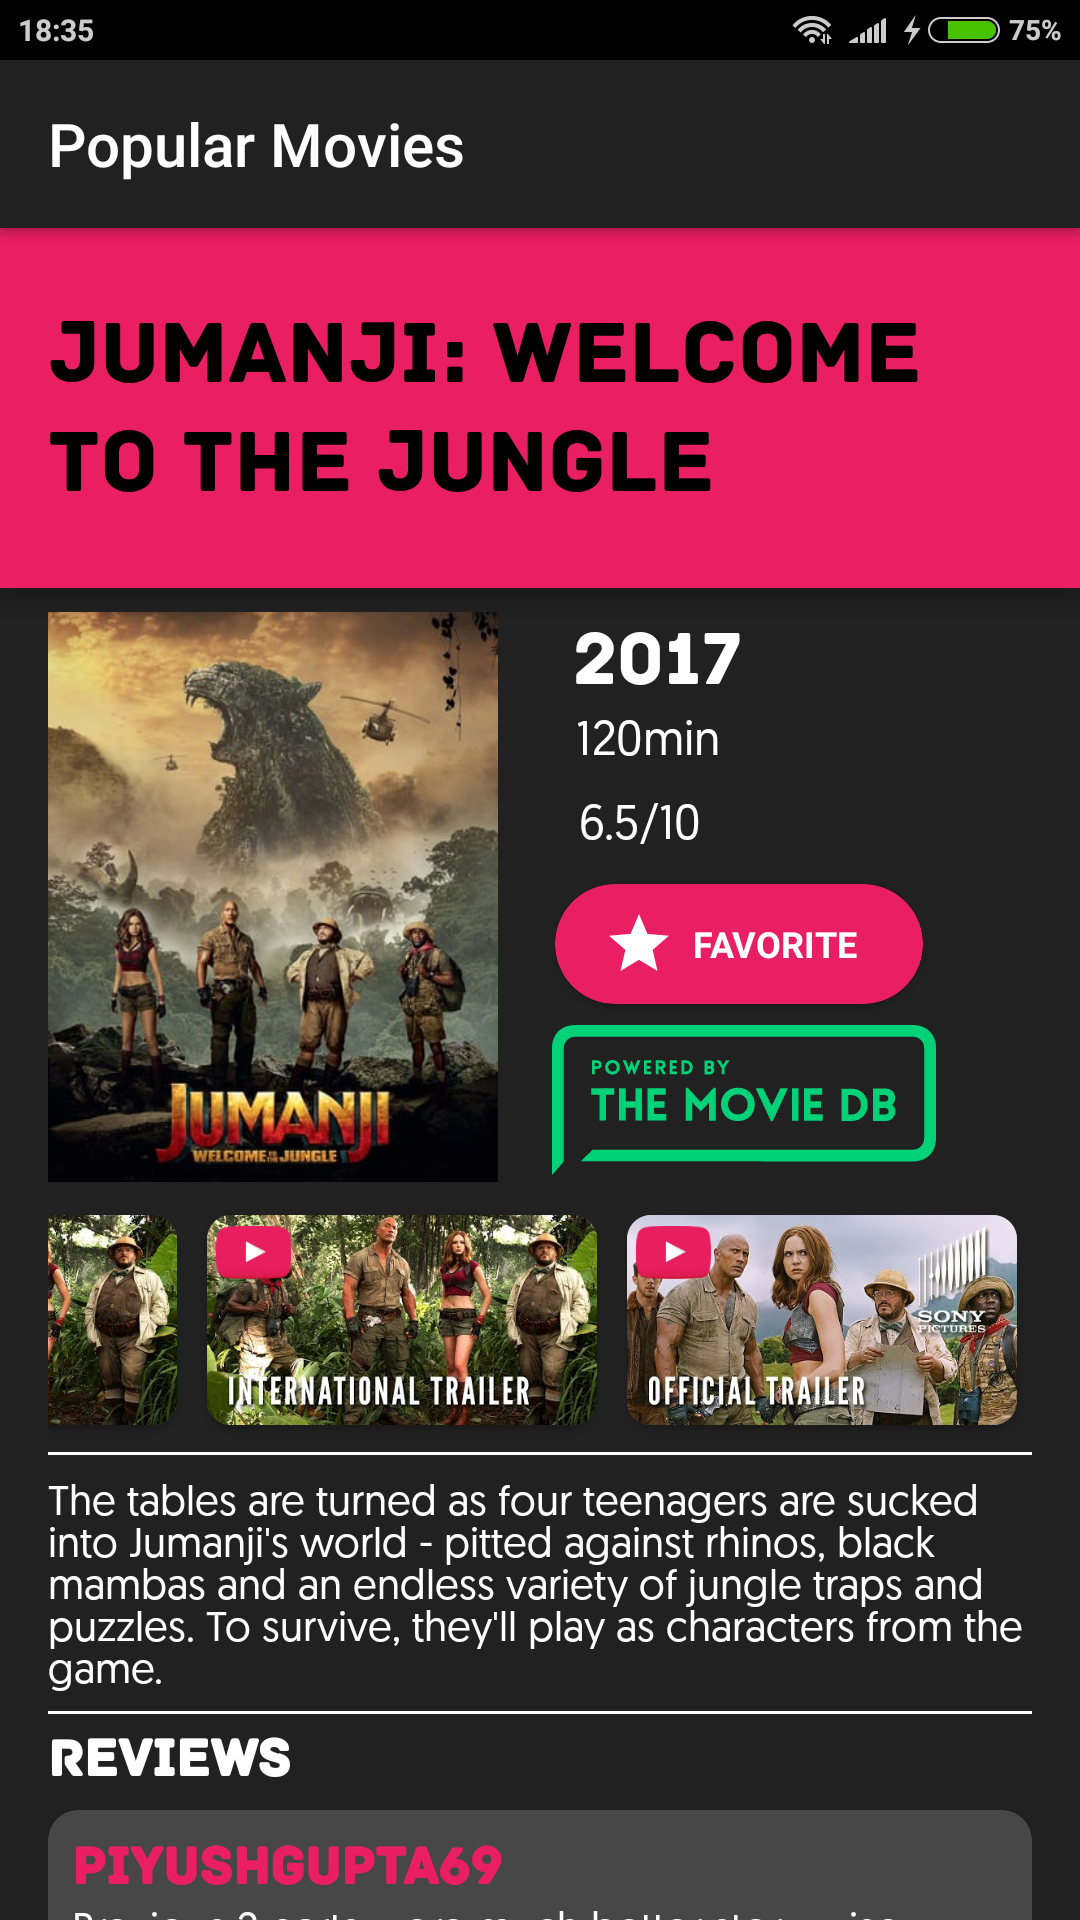 18:35
75%
Popular Movies
JUMANJI: WELCOME
TO THE JUNGLE
2017
120min
6.5/10
FAVORITE
POWERED BY
THE MOVIE DB
JUMANJI
WELCOME TO THE JUNGLE
INTERNATIONAL TRAILER
SONY
PICTURES
OFFICIAL TRAILER
The tables are turned as four teenagers are sucked
into Jumanji's world - pitted against rhinos, black
mambas and an endless variety of jungle traps and
puzzles. To survive, they'll play as characters from the
game.
REVIEWS
PIYUSHGUPTA69